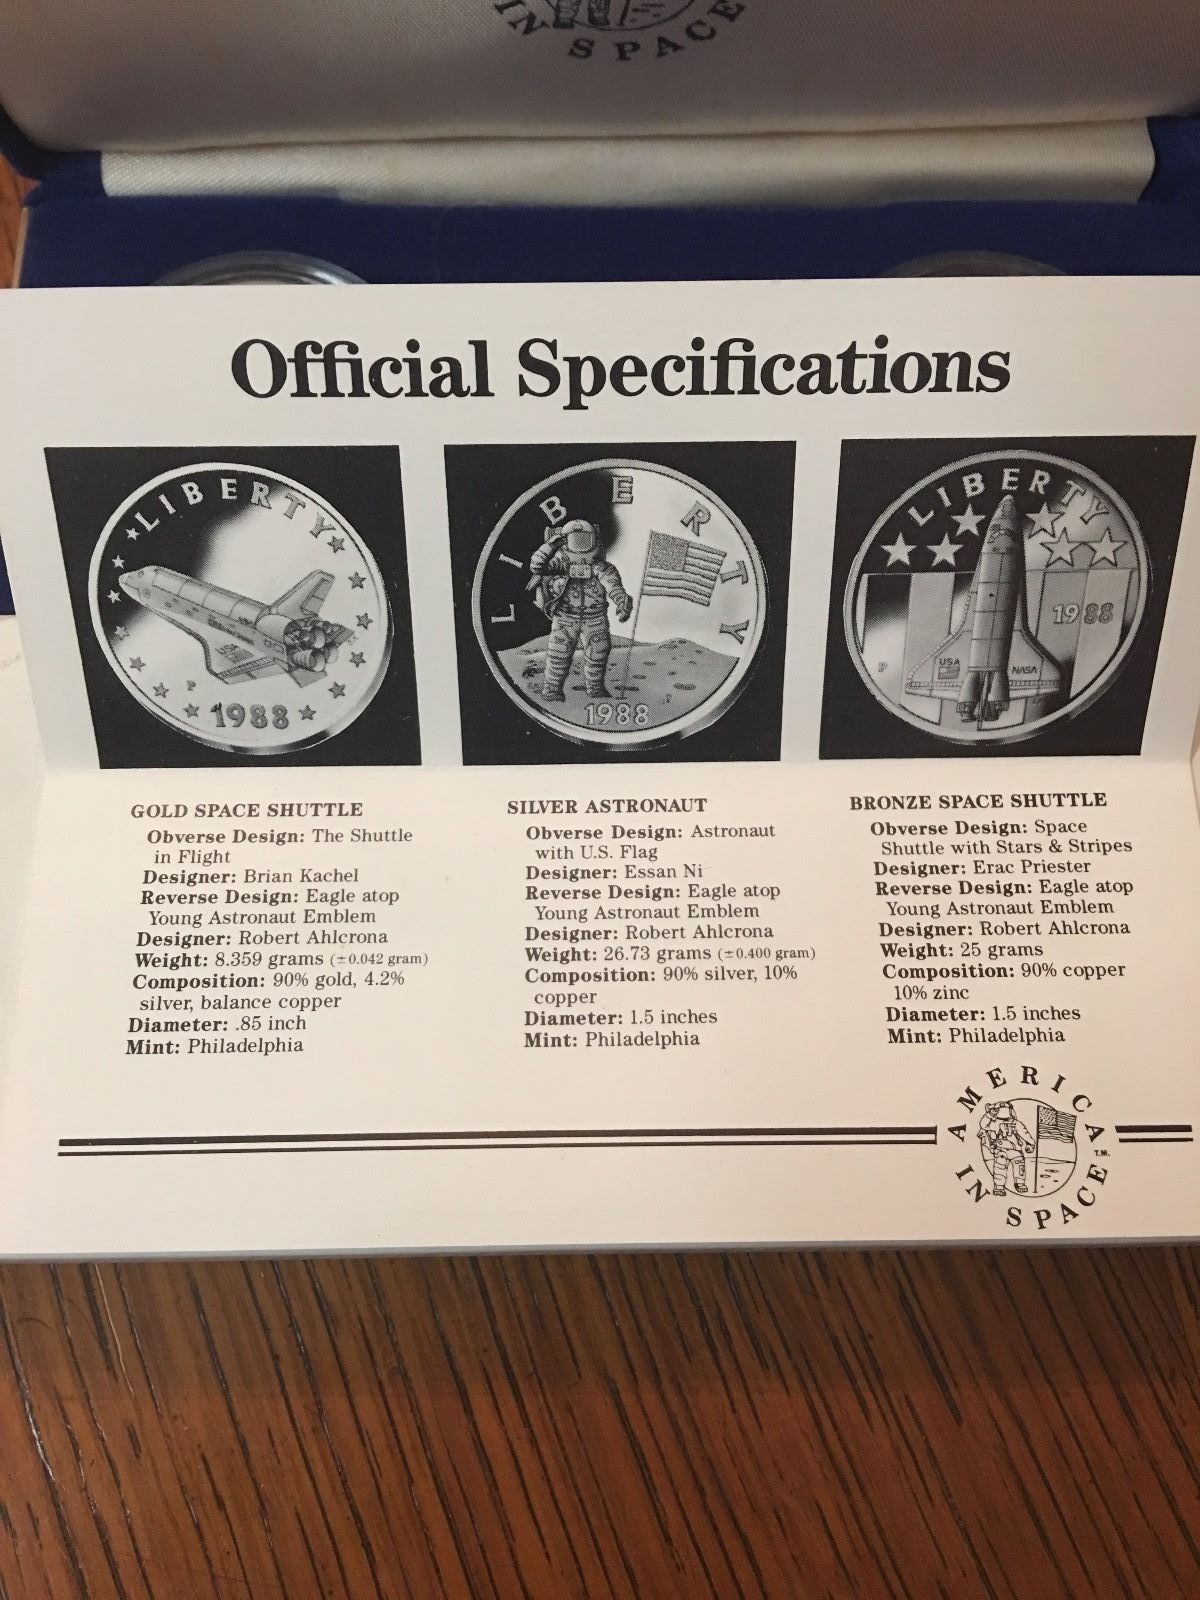 IN SPACE
Official Specifications
LIBERTY
P
1988
LIBERTY
1988
LIBERTY
1988
P
USA
NASA
GOLD SPACE SHUTTLE
Obverse Design: The Shuttle
in Flight
Designer: Brian Kachel
Reverse Design: Eagle atop
Young Astronaut Emblem
Designer: Robert Ahlcrona
Weight: 8.359 grams (±0.042 gram)
Composition: 90% gold, 4.2%
silver, balance copper
Diameter: .85 inch
Mint: Philadelphia
SILVER ASTRONAUT
Obverse Design: Astronaut
with U.S. Flag
Designer: Essan Ni
Reverse Design: Eagle atop
Young Astronaut Emblem
Designer: Robert Ahlcrona
Weight: 26.73 grams (±0.400 gram)
Composition: 90% silver, 10%
copper
Diameter: 1.5 inches
Mint: Philadelphia
BRONZE SPACE SHUTTLE
Obverse Design: Space
Shuttle with Stars & Stripes
Designer: Erac Priester
Reverse Design: Eagle atop
Young Astronaut Emblem
Designer: Robert Ahlcrona
Weight: 25 grams
Composition: 90% copper
10% zinc
Diameter: 1.5 inches
Mint: Philadelphia
AMERICA
T.M.
IN SPACE